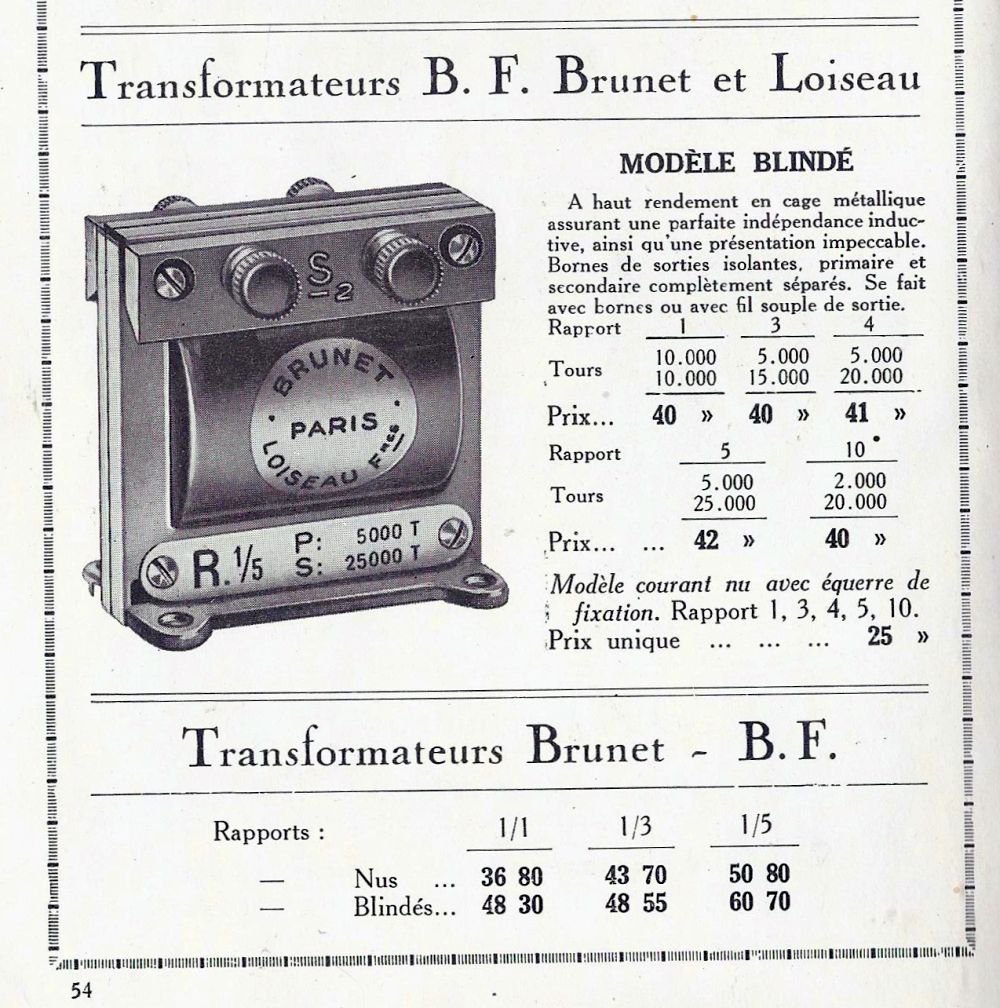 Transformateurs B. F. Brunet et Loiseau
S-2
BRUNET
PARIS
LOISEAU Fres
R. 1/5 P: 5000 T
S: 25000 T
MODÈLE BLINDÉ
A haut rendement en cage métallique
assurant une parfaite indépendance induc-
tive, ainsi qu'une présentation impeccable.
Bornes de sorties isolantes, primaire et
secondaire complètement séparés. Se fait
avec bornes ou avec fil souple de sortie.
Rapport 1 3 4
Tours 10.000 5.000 5.000
10.000 15.000 20.000
Prix... 40 » 40 » 41 »
Rapport 5 10
Tours 5.000 2.000
25.000 20.000
Prix... ... 42 » 40 »
Modèle courant nu avec équerre de
fixation. Rapport 1, 3, 4, 5, 10.
Prix unique ... ... ... 25 »
Transformateurs Brunet - B. F.
Rapports : 1/1 1/3 1/5
— Nus ... 36 80 43 70 50 80
— Blindés... 48 30 48 55 60 70
54